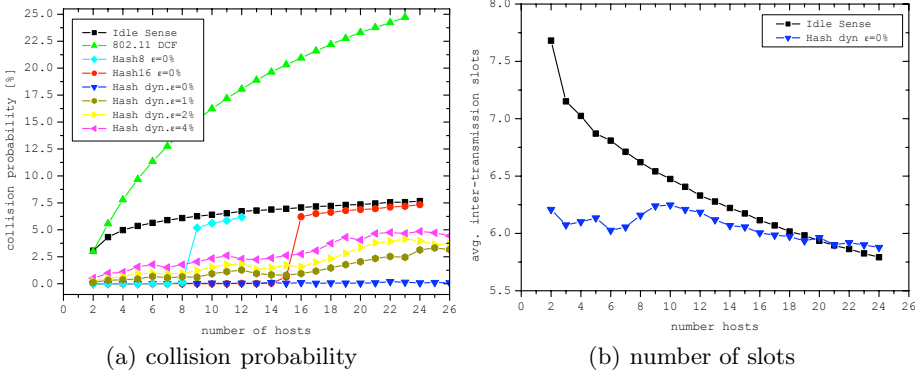 25.0
22.5
20.0
17.5
15.0
12.5
10.0
7.5
5.0
2.5
0.0
collision probability [%]
Idle Sense
802.11 DCF
Hash8 ε=0%
Hash16 ε=0%
Hash dyn.ε=0%
Hash dyn.ε=1%
Hash dyn.ε=2%
Hash dyn.ε=4%
0 2 4 6 8 10 12 14 16 18 20 22 24 26
number of hosts
(a) collision probability
8.0
7.5
7.0
6.5
6.0
5.5
avg. inter-transmission slots
Idle Sense
Hash dyn ε=0%
0 2 4 6 8 10 12 14 16 18 20 22 24 26
number hosts
(b) number of slots